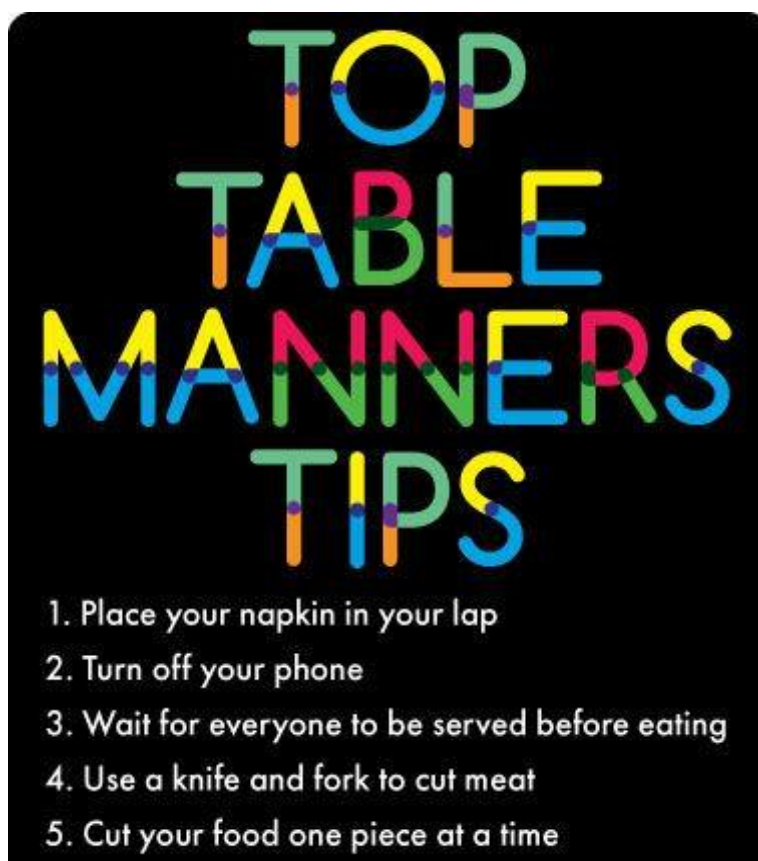 TOP
TABLE
MANNERS
TIPS
1. Place your napkin in your lap
2. Turn off your phone
3. Wait for everyone to be served before eating
4. Use a knife and fork to cut meat
5. Cut your food one piece at a time